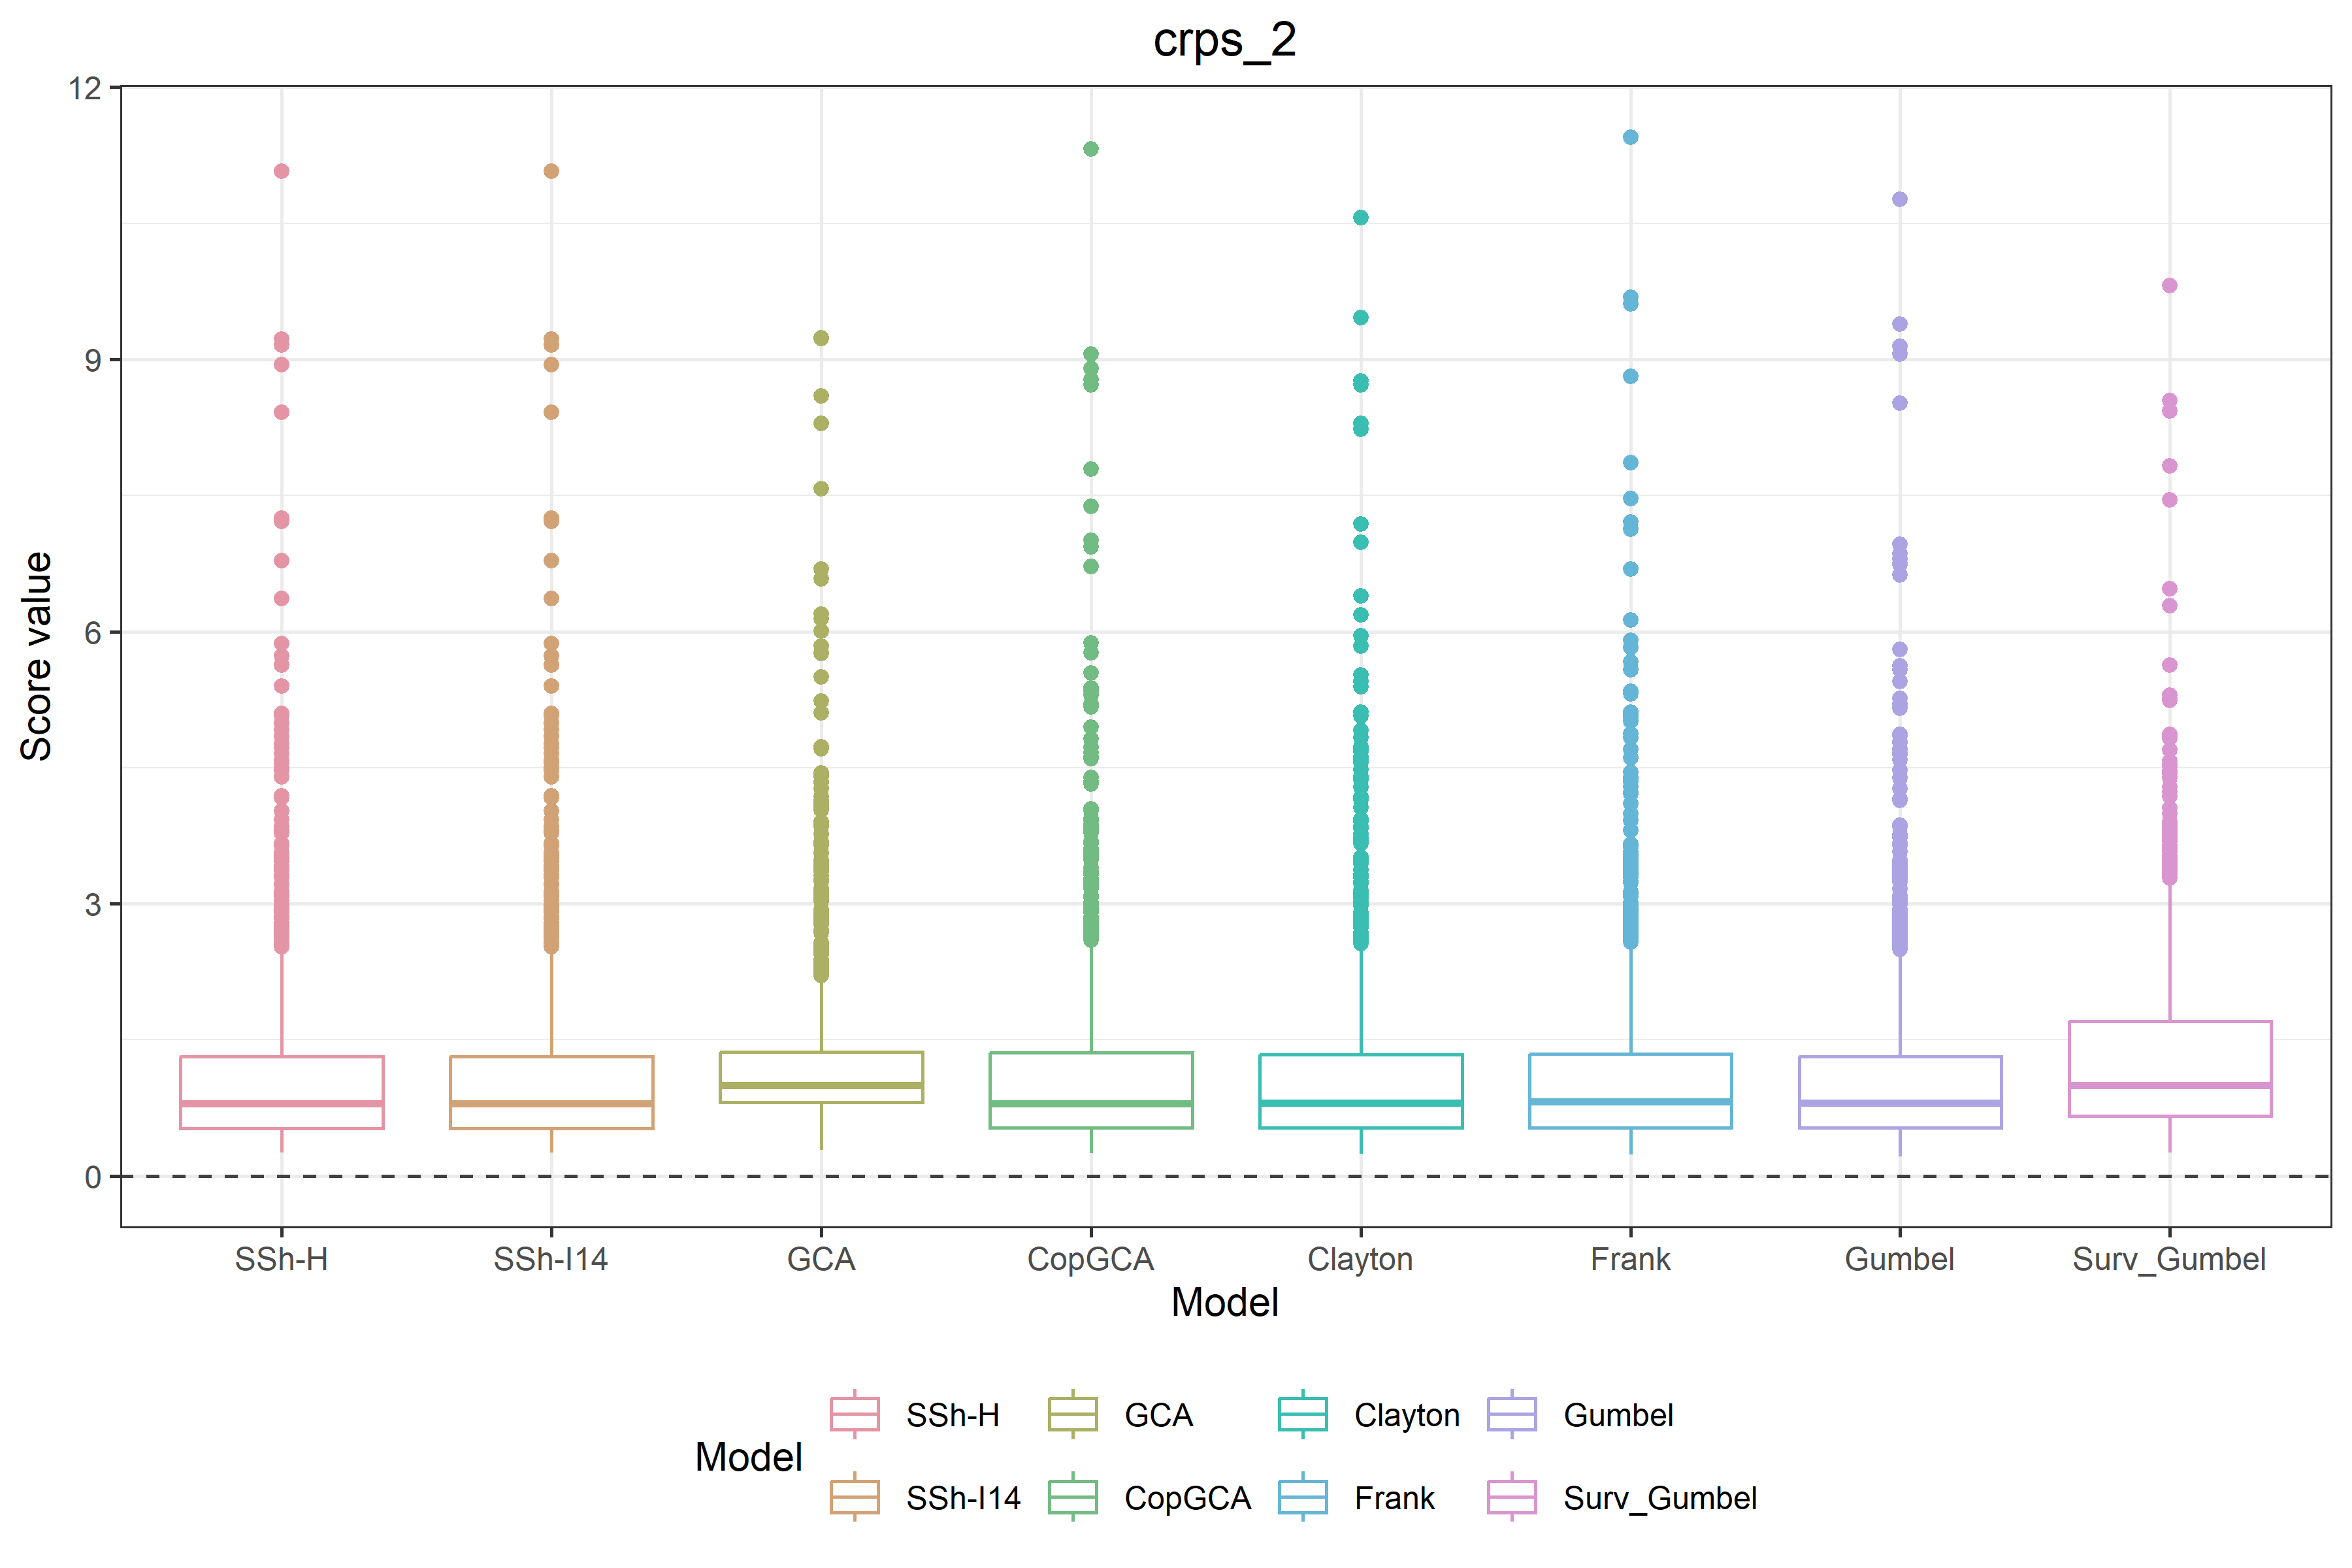 crps_2
12
9
6
3
0
Score value
SSh-H SSh-I14 GCA CopGCA Clayton Frank Gumbel Surv_Gumbel
Model
Model
SSh-H GCA Clayton Gumbel
SSh-I14 CopGCA Frank Surv_Gumbel